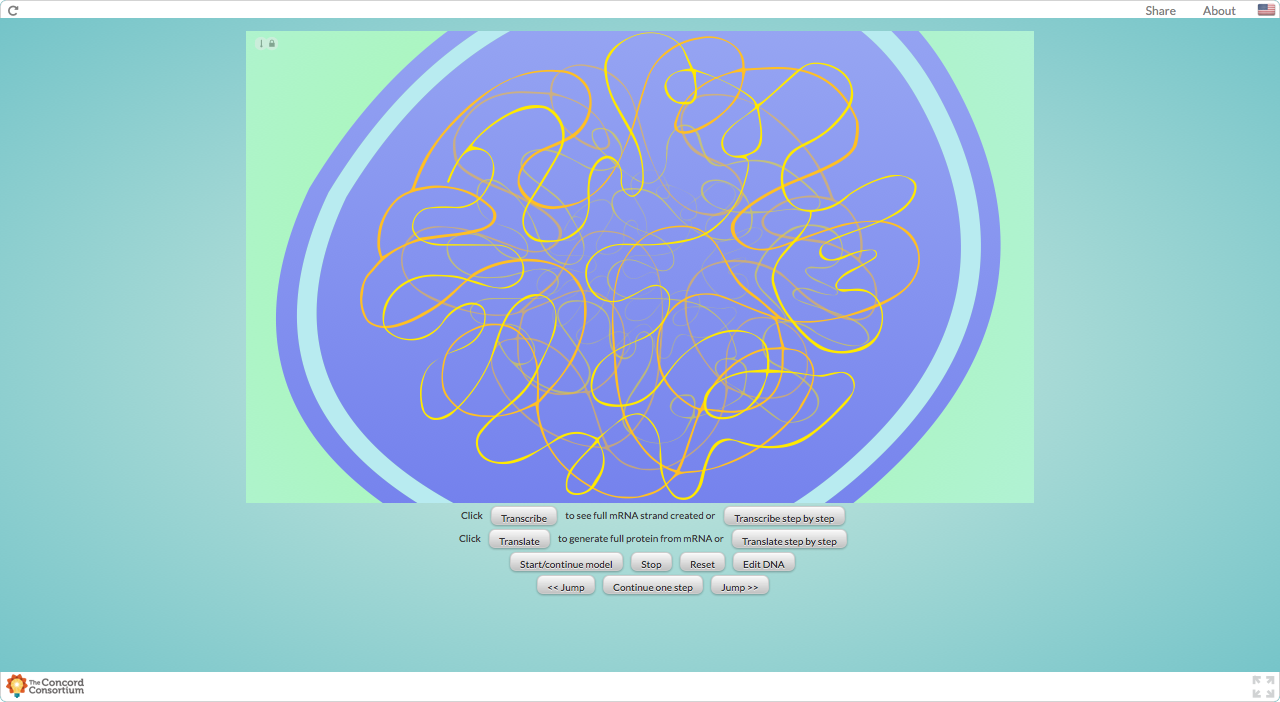 Share About
Click Transcribe to see full mRNA strand created or Transcribe step by step
Click Translate to generate full protein from mRNA or Translate step by step
Start/continue model Stop Reset Edit DNA
<< Jump Continue one step Jump >>
The Concord
Consortium